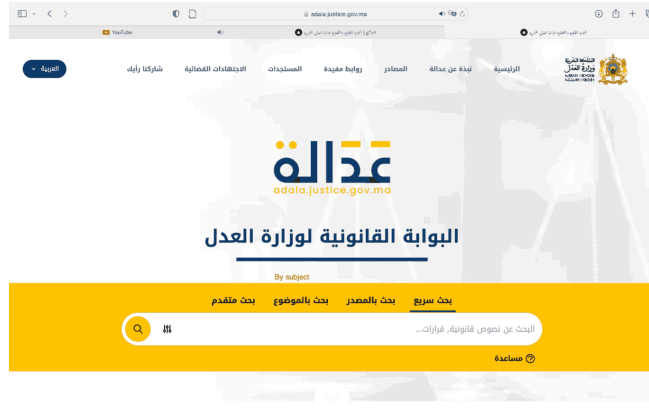 adala.justice.gov.ma
YouTube
المملكة المغربية
وزارة العدل
الرئيسية
نبذة عن عدالة
المصادر
روابط مفيدة
المستجدات
الاجتهادات القضائية
شاركنا رأيك
العربية
عدالة
adala.justice.gov.ma
البوابة القانونية لوزارة العدل
By subject
بحث سريع
بحث بالمصدر
بحث بالموضوع
بحث متقدم
البحث عن نصوص قانونية, قرارات...
مساعدة